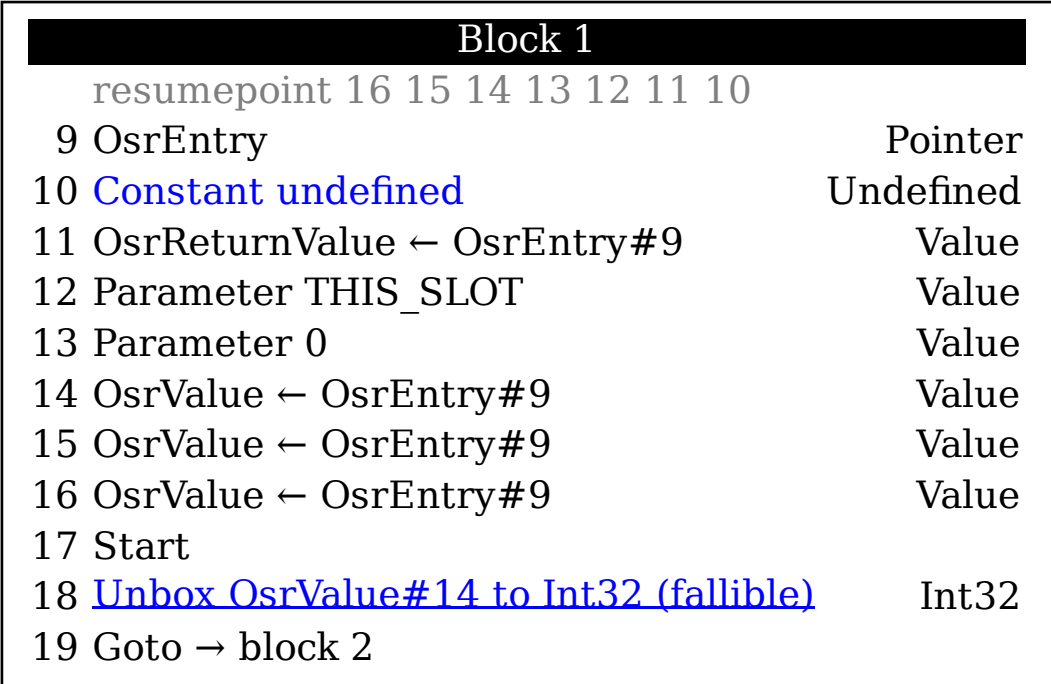 Block 1
resumepoint 16 15 14 13 12 11 10
9 OsrEntry Pointer
10 Constant undefined Undefined
11 OsrReturnValue ← OsrEntry#9 Value
12 Parameter THIS_SLOT Value
13 Parameter 0 Value
14 OsrValue ← OsrEntry#9 Value
15 OsrValue ← OsrEntry#9 Value
16 OsrValue ← OsrEntry#9 Value
17 Start
18 Unbox OsrValue#14 to Int32 (fallible) Int32
19 Goto → block 2